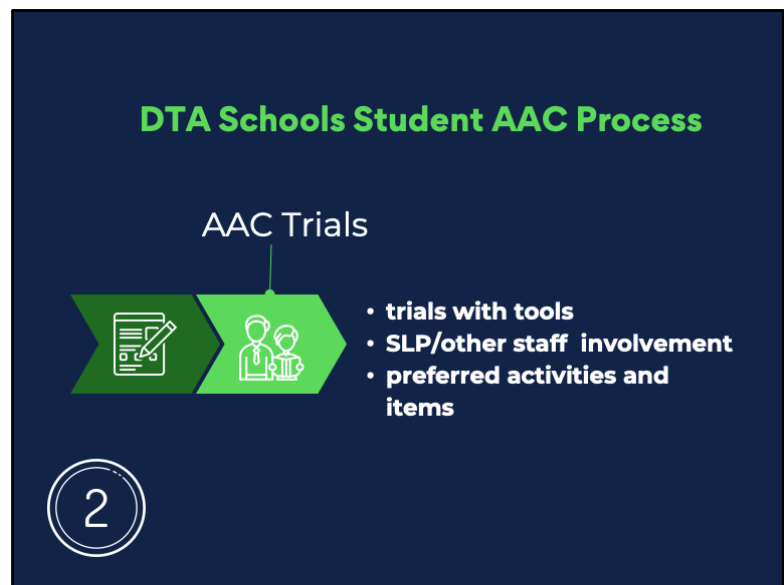 DTA Schools Student AAC Process
AAC Trials
• trials with tools
• SLP/other staff involvement
• preferred activities and
items
2